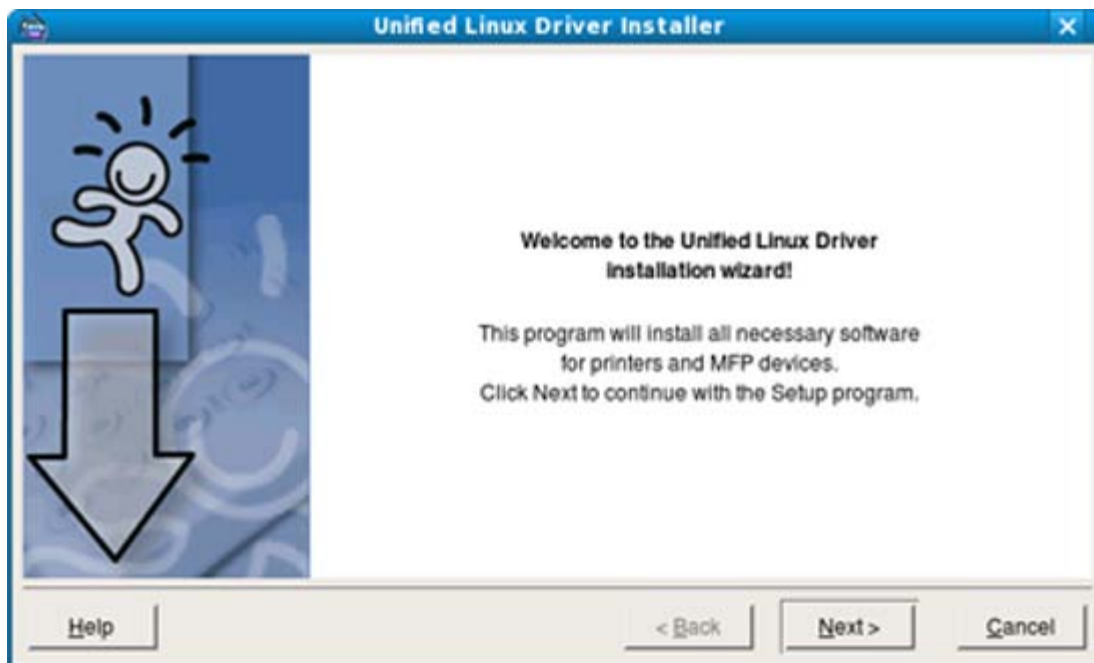 Unified Linux Driver Installer
Welcome to the Unified Linux Driver
installation wizard!
This program will install all necessary software
for printers and MFP devices.
Click Next to continue with the Setup program.
Help
< Back
Next >
Cancel